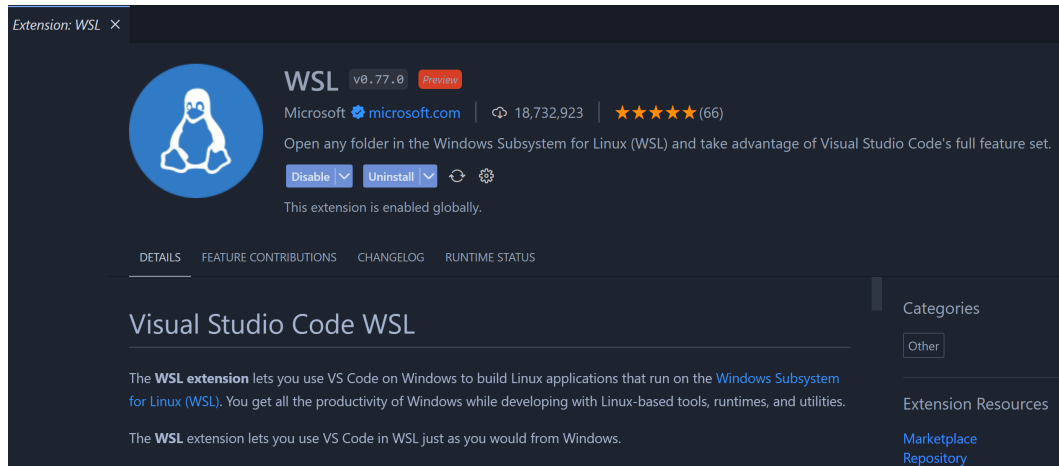 Extension: WSL
WSL v0.77.0 Preview
Microsoft microsoft.com 18,732,923 (66)
Open any folder in the Windows Subsystem for Linux (WSL) and take advantage of Visual Studio Code's full feature set.
Disable Uninstall
This extension is enabled globally.
DETAILS FEATURE CONTRIBUTIONS CHANGELOG RUNTIME STATUS
Visual Studio Code WSL
The WSL extension lets you use VS Code on Windows to build Linux applications that run on the Windows Subsystem
for Linux (WSL). You get all the productivity of Windows while developing with Linux-based tools, runtimes, and utilities.
The WSL extension lets you use VS Code in WSL just as you would from Windows.
Categories
Other
Extension Resources
Marketplace
Repository